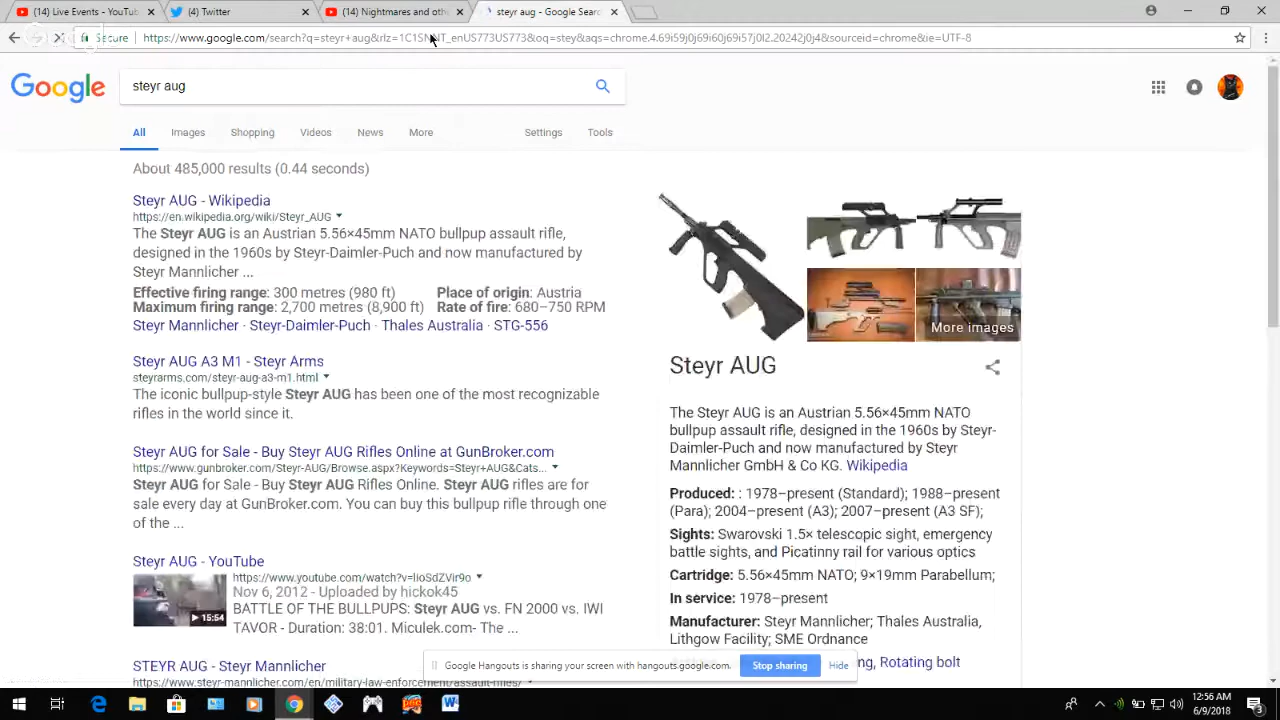 (14) Live Events - YouTub
(4) Twitter
(14) Nightmares and oth
steyr aug - Google Sear
Secure
https://www.google.com/search?q=steyr+aug&rlz=1C1SN
_enUS773US773&oq=stey&aqs=chrome.4.69i59j0j69i60j69i57j0l2.20242j0j4&sourceid=chrome&ie=UTF-8
Google
steyr aug
All
Images
Shopping
Videos
News
More
Settings
Tools
About 485,000 results (0.44 seconds)
Steyr AUG - Wikipedia
https://en.wikipedia.org/wiki/Steyr_AUG
The Steyr AUG is an Austrian 5.56×45mm NATO bullpup assault rifle,
designed in the 1960s by Steyr-Daimler-Puch and now manufactured by
Steyr Mannlicher ...
Effective firing range: 300 metres (980 ft)
Place of origin: Austria
Maximum firing range: 2,700 metres (8,900 ft)
Rate of fire: 680–750 RPM
Steyr Mannlicher · Steyr-Daimler-Puch · Thales Australia · STG-556
Steyr AUG A3 M1 - Steyr Arms
steyrarms.com/steyr-aug-a3-m1.html
The iconic bullpup-style Steyr AUG has been one of the most recognizable
rifles in the world since it.
Steyr AUG for Sale - Buy Steyr AUG Rifles Online at GunBroker.com
https://www.gunbroker.com/Steyr-AUG/Browse.aspx?Keywords=Steyr+AUG&Cats...
Steyr AUG for Sale - Buy Steyr AUG Rifles Online. Steyr AUG rifles are for
sale every day at GunBroker.com. You can buy this bullpup rifle through one
of the ...
Steyr AUG - YouTube
https://www.youtube.com/watch?v=IioSdZVir9o
Nov 6, 2012 - Uploaded by hickok45
BATTLE OF THE BULLPUPS: Steyr AUG vs. FN 2000 vs. IWI
TAVOR - Duration: 38:01. Miculek.com- The ...
15:54
STEYR AUG - Steyr Mannlicher
https://www.steyr-mannlicher.com/en/military-law-enforcement/assault-rifles/
More images
Steyr AUG
The Steyr AUG is an Austrian 5.56×45mm NATO
bullpup assault rifle, designed in the 1960s by Steyr-
Daimler-Puch and now manufactured by Steyr
Mannlicher GmbH & Co KG. Wikipedia
Produced: : 1978–present (Standard); 1988–present
(Para); 2004–present (A3); 2007–present (A3 SF);
Sights: Swarovski 1.5× telescopic sight, emergency
battle sights, and Picatinny rail for various optics
Cartridge: 5.56×45mm NATO; 9×19mm Parabellum;
In service: 1978–present
Manufacturer: Steyr Mannlicher; Thales Australia,
Lithgow Facility; SME Ordnance
ng, Rotating bolt
Google Hangouts is sharing your screen with hangouts.google.com.
Stop sharing
Hide
12:56 AM
6/9/2018
3